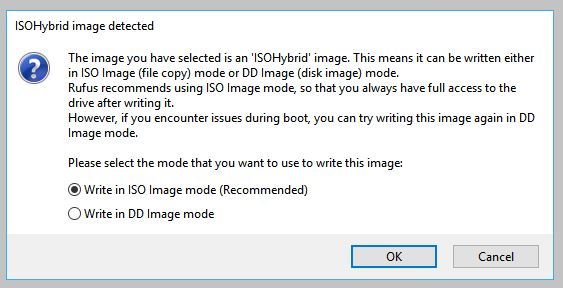 ISOHybrid image detected
The image you have selected is an 'ISOHybrid' image. This means it can be written either
in ISO Image (file copy) mode or DD Image (disk image) mode.
Rufus recommends using ISO Image mode, so that you always have full access to the
drive after writing it.
However, if you encounter issues during boot, you can try writing this image again in DD
Image mode.
Please select the mode that you want to use to write this image:
Write in ISO Image mode (Recommended)
Write in DD Image mode
OK Cancel